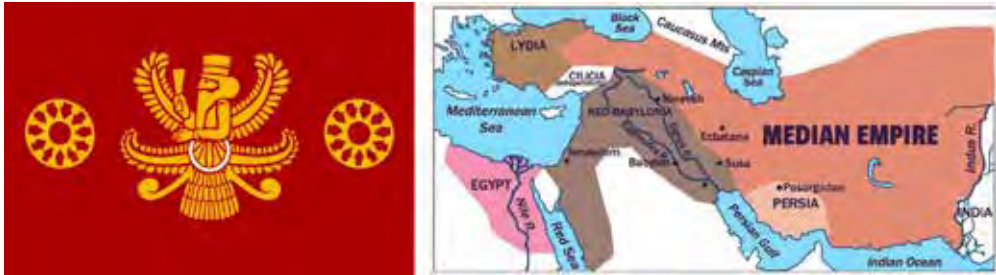 Black
Sea
Caucasus Mts
Caspian
Sea
LYDIA
CILICIA
Mediterranean
Sea
NEO-BABYLONIA
Nineveh
Ecbatana
MEDIAN EMPIRE
Susa
Jerusalem
EGYPT
Nile R.
Red Sea
Pasargadae
PERSIA
Persian Gulf
Indus R.
INDIA
Indian Ocean